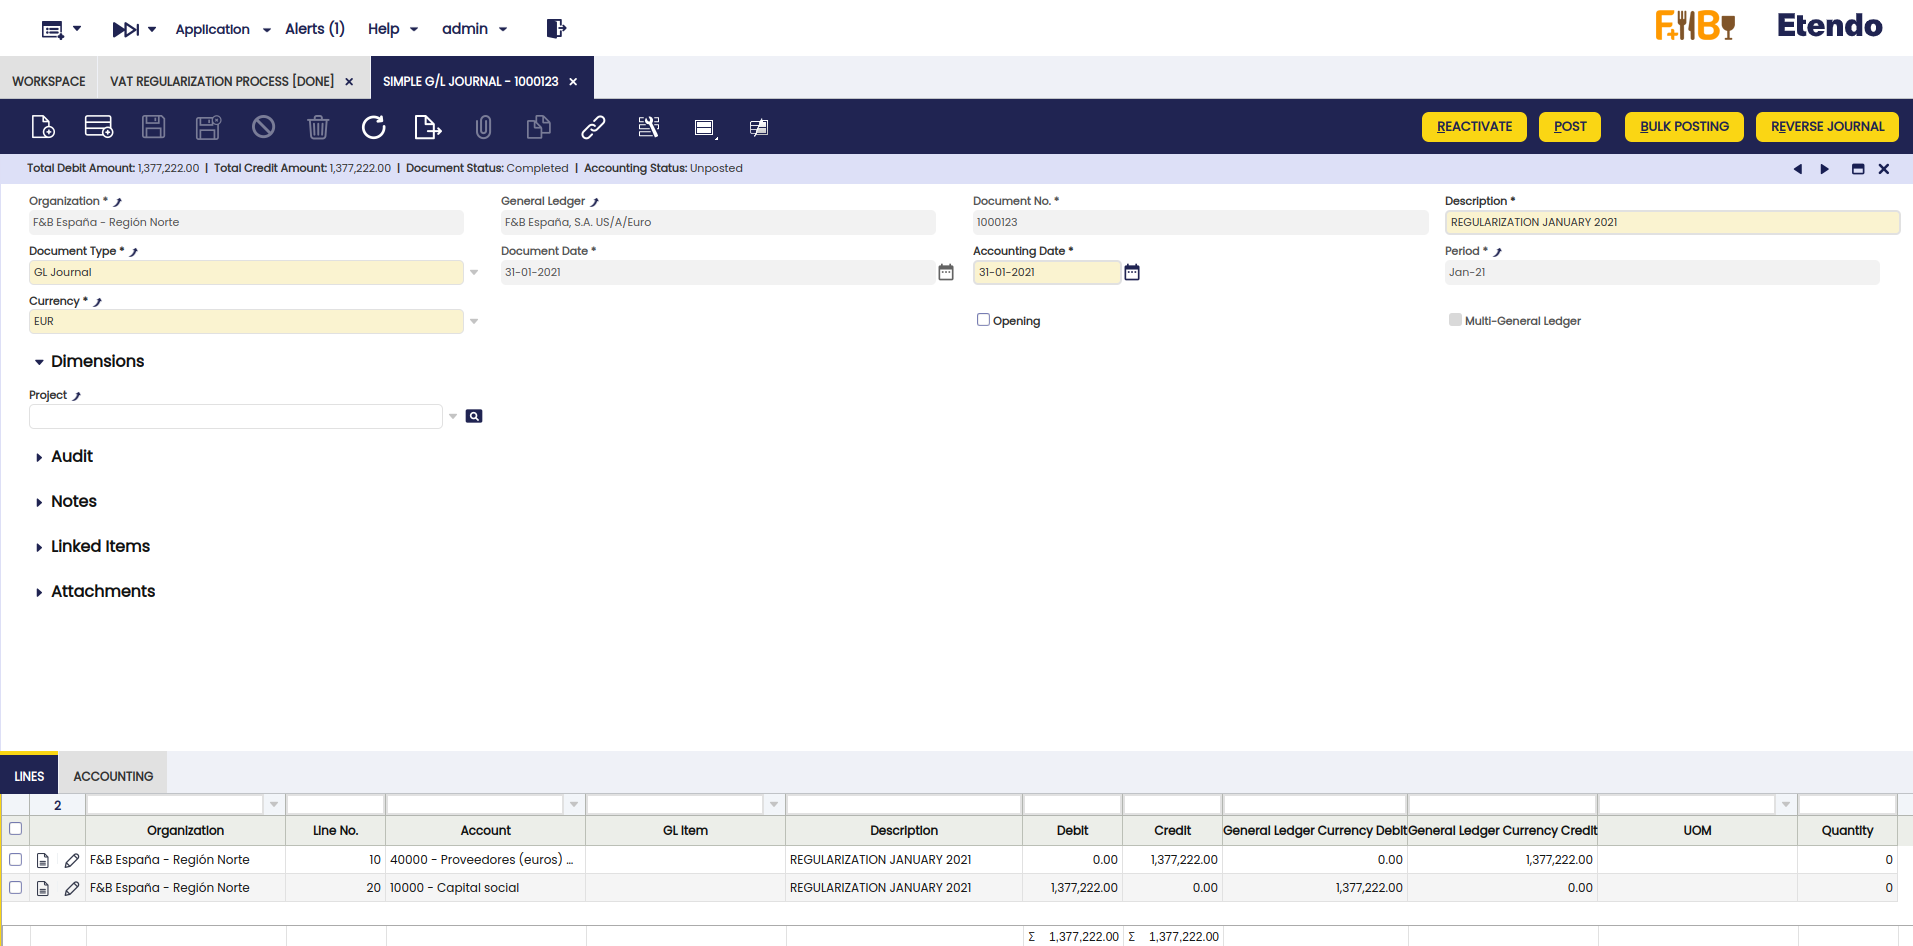 Application Alerts (1) Help admin
F+B Etendo
WORKSPACE VAT REGULARIZATION PROCESS [DONE] × SIMPLE G/L JOURNAL - 1000123 ×
REACTIVATE POST BULK POSTING REVERSE JOURNAL
Total Debit Amount: 1,377,222.00 | Total Credit Amount: 1,377,222.00 | Document Status: Completed | Accounting Status: Unposted
Organization * General Ledger Document No. * Description *
F&B España - Región Norte F&B España, S.A. US/A/Euro 1000123 REGULARIZATION JANUARY 2021
Document Type * Document Date * Accounting Date * Period *
GL Journal 31-01-2021 31-01-2021 Jan-21
Currency *
EUR Opening Multi-General Ledger
Dimensions
Project
Audit
Notes
Linked Items
Attachments
LINES ACCOUNTING
2
Organization Line No. Account GL Item Description Debit Credit General Ledger Currency Debit General Ledger Currency Credit UOM Quantity
F&B España - Región Norte 10 40000 - Proveedores (euros) ... REGULARIZATION JANUARY 2021 0.00 1,377,222.00 0.00 1,377,222.00 0
F&B España - Región Norte 20 10000 - Capital social REGULARIZATION JANUARY 2021 1,377,222.00 0.00 1,377,222.00 0.00 0
Σ 1,377,222.00 Σ 1,377,222.00